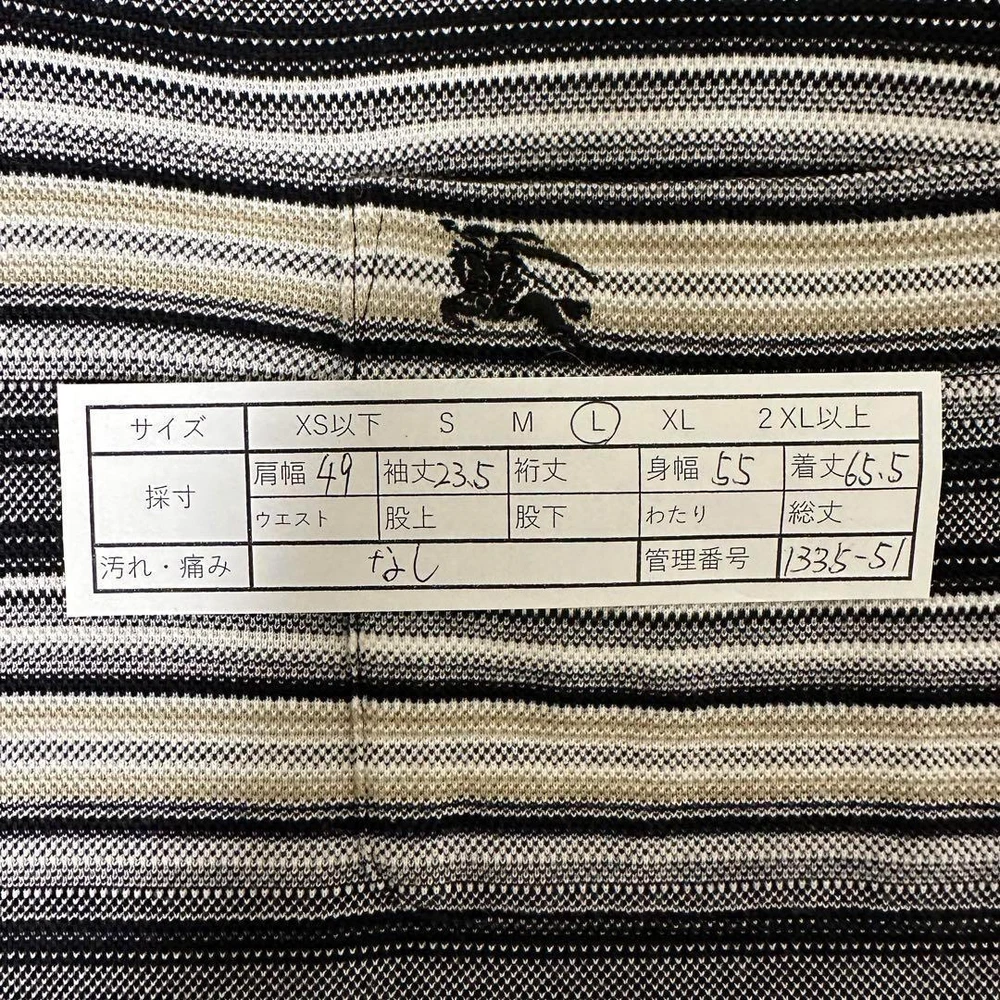 サイズ XS以下 S M L XL 2XL以上
採寸 肩幅 49 袖丈 23.5 裄丈 身幅 55 着丈 65.5
ウエスト 股上 股下 わたり 総丈
汚れ・痛み なし 管理番号 1335-51